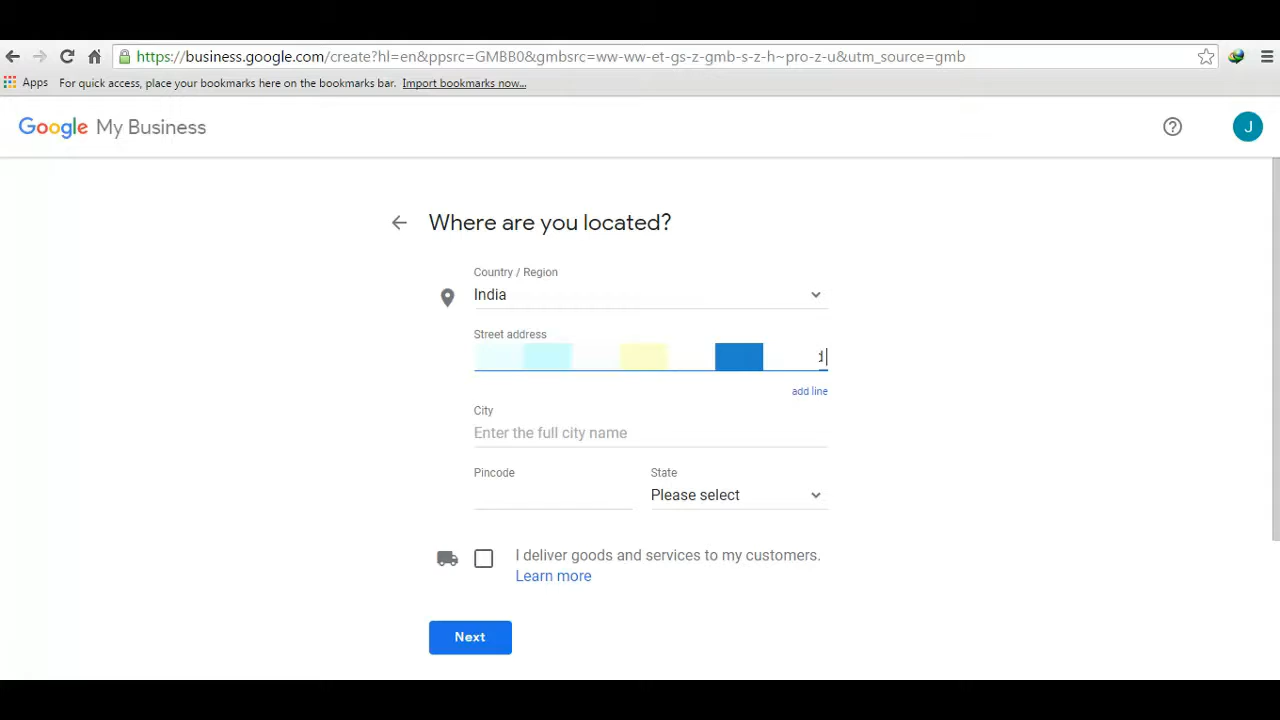 https://business.google.com/create?hl=en&ppsrc=GMBB0&gmbsrc=ww-ww-et-gs-z-gmb-s-z-h~pro-z-u&utm_source=gmb
Apps For quick access, place your bookmarks here on the bookmarks bar. Import bookmarks now...
Google My Business
J
Where are you located?
Country / Region
India
Street address
d
add line
City
Enter the full city name
Pincode State
Please select
I deliver goods and services to my customers.
Learn more
Next